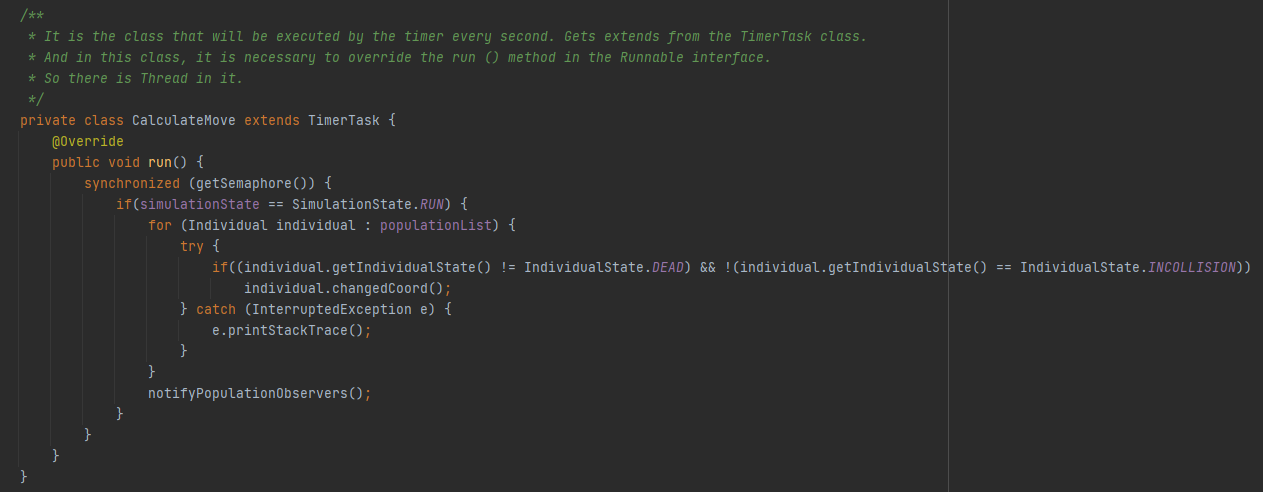 /**
 * It is the class that will be executed by the timer every second. Gets extends from the TimerTask class.
 * And in this class, it is necessary to override the run () method in the Runnable interface.
 * So there is Thread in it.
 */
private class CalculateMove extends TimerTask {
    @Override
    public void run() {
        synchronized (getSemaphore()) {
            if(simulationState == SimulationState.RUN) {
                for (Individual individual : populationList) {
                    try {
                        if((individual.getIndividualState() != IndividualState.DEAD) && !(individual.getIndividualState() == IndividualState.INCOLLISION))
                            individual.changedCoord();
                    } catch (InterruptedException e) {
                        e.printStackTrace();
                    }
                }
                notifyPopulationObservers();
            }
        }
    }
}